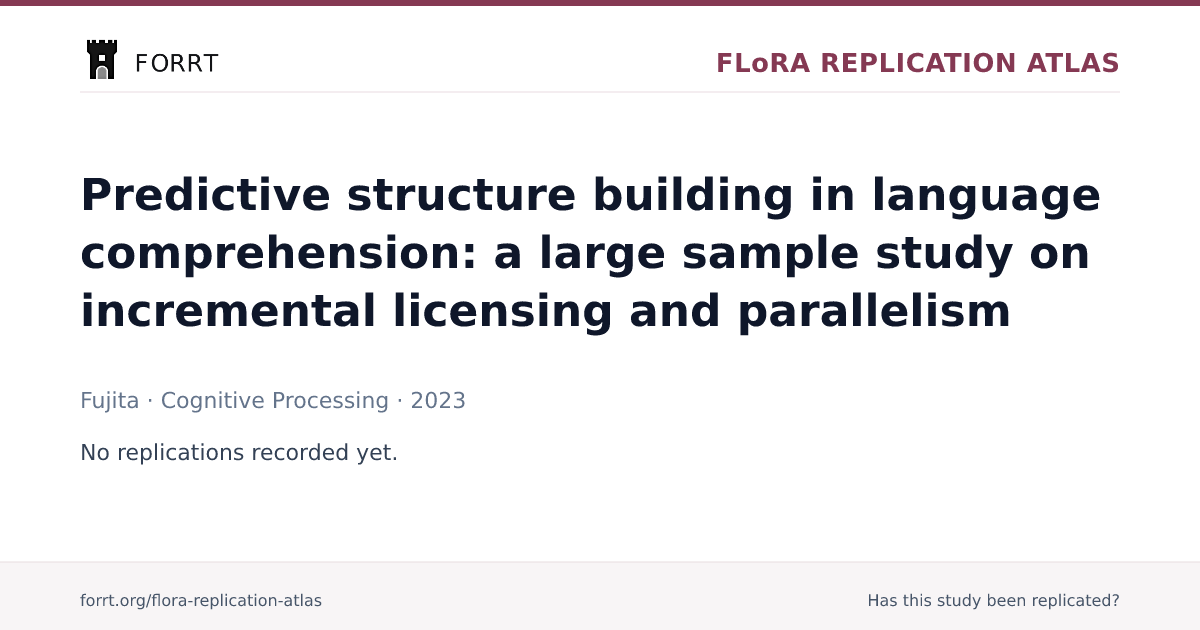 FORRT
FLoRA REPLICATION ATLAS
Predictive structure building in language
comprehension: a large sample study on
incremental licensing and parallelism
Fujita · Cognitive Processing · 2023
No replications recorded yet.
forrt.org/flora-replication-atlas
Has this study been replicated?